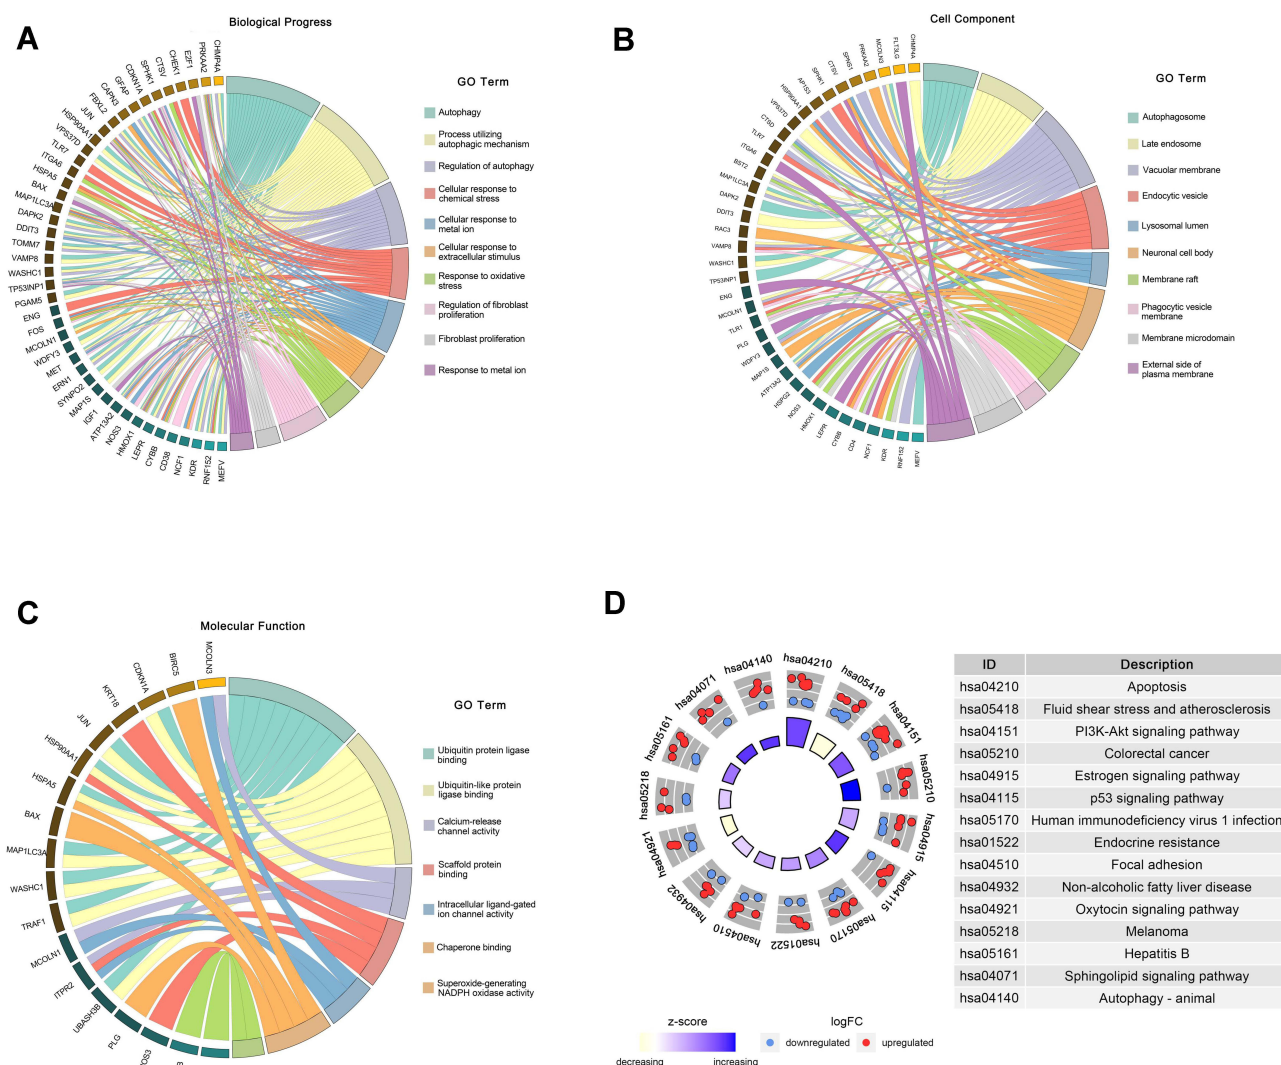 A
Biological Progress
CHMP4A
PRKAA2
E2F1
CHEK1
CTSV
SPHK1
CDKN1A
GFAP
CAPN3
FBXL2
JUN
HSP90AA1
VPS37D
TLR7
ITGA6
HSPA5
BAX
MAP1LC3A
DAPK2
DDIT3
TOMM7
VAMP8
WASHC1
TP53INP1
PGAM5
ENG
FOS
MCOLN1
WDFY3
MET
ERN1
SYNPO2
MAP1S
IGF1
ATP13A2
NOS3
HMOX1
LEPR
CYBB
CD38
NCF1
KDR
RNF152
MEFV
GO Term
Autophagy
Process utilizing
autophagic mechanism
Regulation of autophagy
Cellular response to
chemical stress
Cellular response to
metal ion
Cellular response to
extracellular stimulus
Response to oxidative
stress
Regulation of fibroblast
proliferation
Fibroblast proliferation
Response to metal ion
B
Cell Component
CHMP4A
FLT3LG
MCOLN3
PRKAA2
SPNS1
CTSV
SPHK1
AP1S3
HSP90AA1
VPS37D
CTSD
TLR7
ITGA6
BST2
MAP1LC3A
DAPK2
DDIT3
RAC3
VAMP8
WASHC1
TP53INP1
ENG
MCOLN1
TLR1
PLG
WDFY3
MAP1S
ATP13A2
HSPG2
NOS3
HMOX1
LEPR
CYBB
CD4
NCF1
KDR
RNF152
MEFV
GO Term
Autophagosome
Late endosome
Vacuolar membrane
Endocytic vesicle
Lysosomal lumen
Neuronal cell body
Membrane raft
Phagocytic vesicle
membrane
Membrane microdomain
External side of
plasma membrane
C
Molecular Function
MCOLN3
BIRC5
CDKN1A
KRT18
JUN
HSP90AA1
HSPA5
BAX
MAP1LC3A
WASHC1
TRAF1
MCOLN1
ITPR2
UBASH3B
PLG
GO Term
Ubiquitin protein ligase
binding
Ubiquitin-like protein
ligase binding
Calcium-release
channel activity
Scaffold protein
binding
Intracellular ligand-gated
ion channel activity
Chaperone binding
Superoxide-generating
NADPH oxidase activity
D
hsa04210
hsa05418
hsa04151
hsa05210
hsa04915
hsa04115
hsa05170
hsa01522
hsa04510
hsa04932
hsa04921
hsa05218
hsa05161
hsa04071
hsa04140
z-score
decreasing
increasing
logFC
downregulated
upregulated
ID Description
hsa04210 Apoptosis
hsa05418 Fluid shear stress and atherosclerosis
hsa04151 PI3K-Akt signaling pathway
hsa05210 Colorectal cancer
hsa04915 Estrogen signaling pathway
hsa04115 p53 signaling pathway
hsa05170 Human immunodeficiency virus 1 infection
hsa01522 Endocrine resistance
hsa04510 Focal adhesion
hsa04932 Non-alcoholic fatty liver disease
hsa04921 Oxytocin signaling pathway
hsa05218 Melanoma
hsa05161 Hepatitis B
hsa04071 Sphingolipid signaling pathway
hsa04140 Autophagy - animal